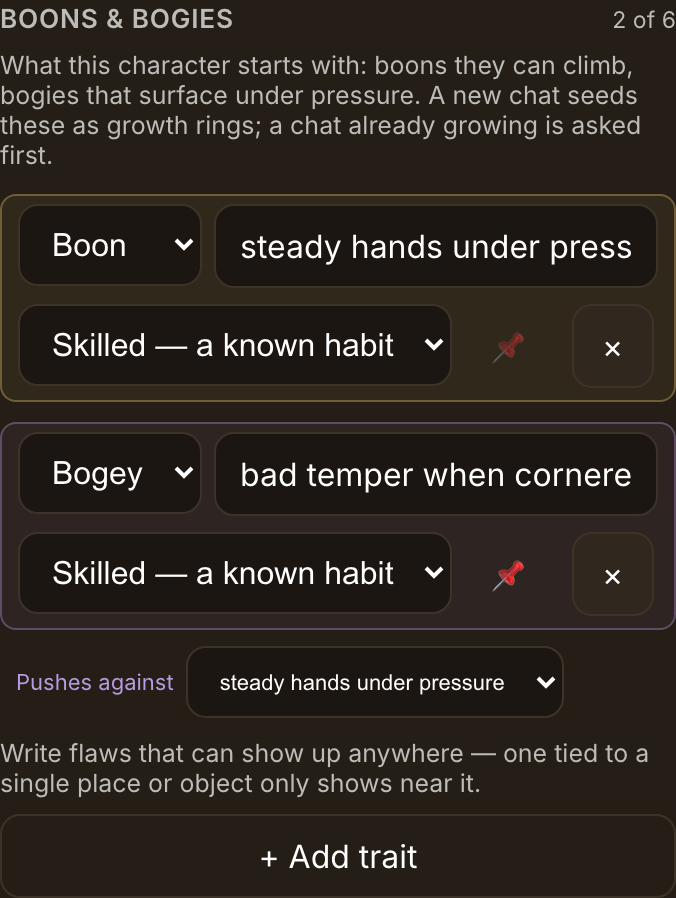 BOONS & BOGIES
2 of 6
What this character starts with: boons they can climb,
bogies that surface under pressure. A new chat seeds
these as growth rings; a chat already growing is asked
first.
Boon
steady hands under press
Skilled — a known habit
×
Bogey
bad temper when cornere
Skilled — a known habit
×
Pushes against
steady hands under pressure
Write flaws that can show up anywhere — one tied to a
single place or object only shows near it.
+ Add trait